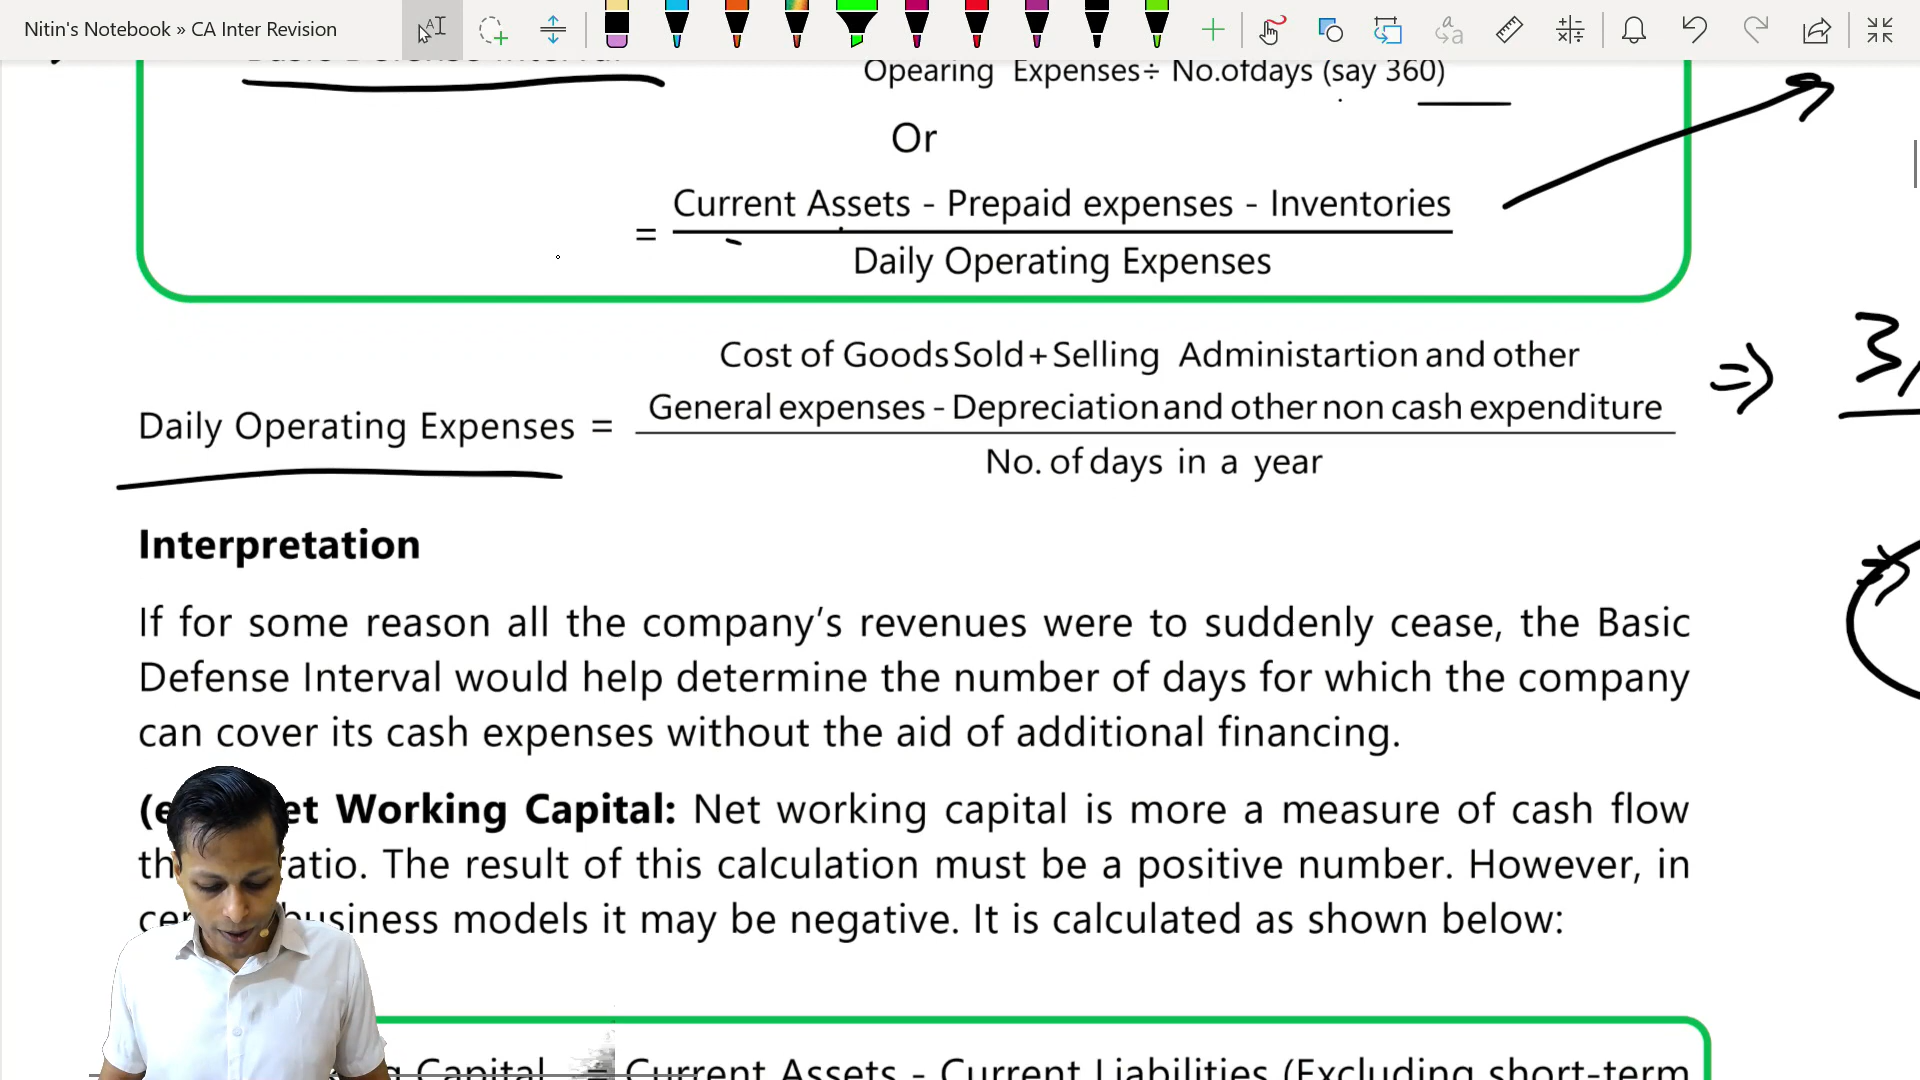 Nitin's Notebook » CA Inter Revision
Basic Defense Interval
Opearing Expenses÷ No.ofdays (say 360)
Or
= Current Assets - Prepaid expenses - Inventories
Daily Operating Expenses
Cost of Goods Sold + Selling Administartion and other
Daily Operating Expenses = General expenses - Depreciation and other non cash expenditure
No. of days in a year
⇒ 3,
Interpretation
If for some reason all the company’s revenues were to suddenly cease, the Basic
Defense Interval would help determine the number of days for which the company
can cover its cash expenses without the aid of additional financing.
(e Working Capital: Net working capital is more a measure of cash flow
ratio. The result of this calculation must be a positive number. However, in
business models it may be negative. It is calculated as shown below:
Capital = Current Assets - Current Liabilities (Excluding short-term